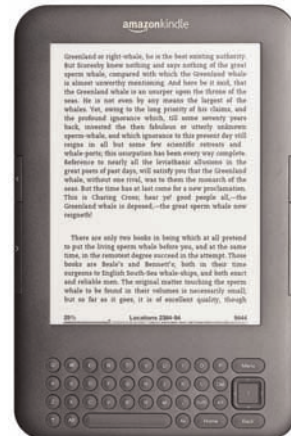 amazonkindle
Greenland or right-whale, he is the best existing authority.
But Scoresby knew nothing and says nothing of the great
sperm whale, compared with which the Greenland whale
is almost unworthy mentioning. And here be it said, that
the Greenland whale is an usurper upon the throne of the
seas. He is not even by any means the largest of the
whales. Yet, owing to the long priority of his claims, and
the profound ignorance which, till some seventy years
back, invested the then fabulous or utterly unknown
sperm-whale, and which ignorance to this present day still
reigns in all but some few scientific retreats and
whale-ports; this usurpation has been every way complete.
Reference to nearly all the leviathanic allusions in the
great poets of past days, will satisfy you that the Greenland
whale, without one rival, was to them the monarch of the
seas. But the time has at last come for a new proclamation.
This is Charing Cross; hear ye! good people all,—the
Greenland whale is deposed,—the great sperm whale now
reigneth!
There are only two books in being which at all pretend
to put the living sperm whale before you, and at the same
time, in the remotest degree succeed in the attempt. Those
books are Beale's and Bennett's; both in their time
surgeons to English South-Sea whale-ships, and both exact
and reliable men. The original matter touching the sperm
whale to be found in their volumes is necessarily small;
but so far as it goes, it is of excellent quality, though
25% Locations
Menu
Home Back